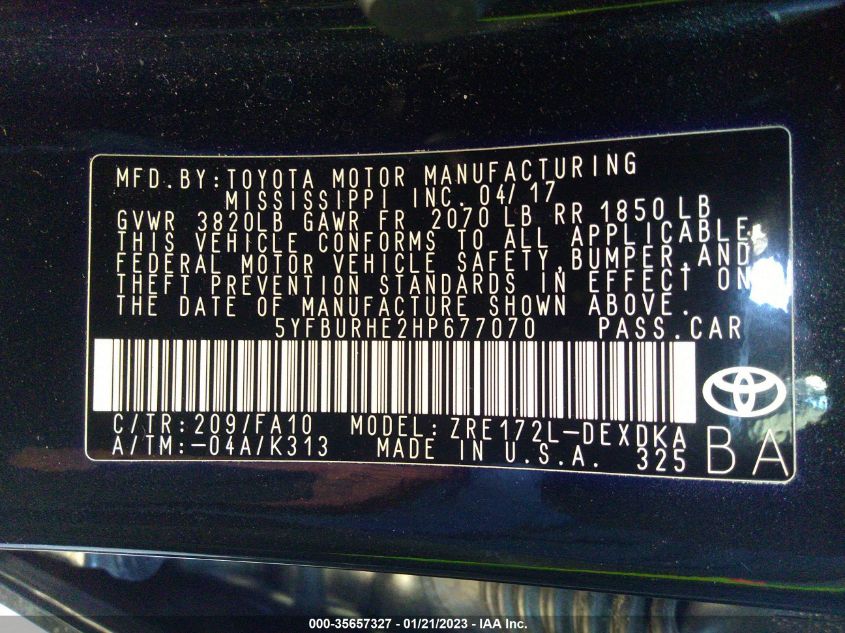 MFD.BY:TOYOTA MOTOR MANUFACTURING
MISSISSIPPI INC. 04/17
GVWR 3820LB GAWR FR 2070 LB RR 1850LB
THIS VEHICLE CONFORMS TO ALL APPLICABLE
FEDERAL MOTOR VEHICLE SAFETY,BUMPER,AND
THEFT PREVENTION STANDARDS IN EFFECT ON
THE DATE OF MANUFACTURE SHOWN ABOVE.
5YFBURHE2HP677070 PASS.CAR
C/TR:209/FA10 MODEL:ZRE172L-DEXDKA
A/TM:-04A/K313 MADE IN U.S.A. 325 BA
000-35657327 / 01/21/2023 - IAA Inc.